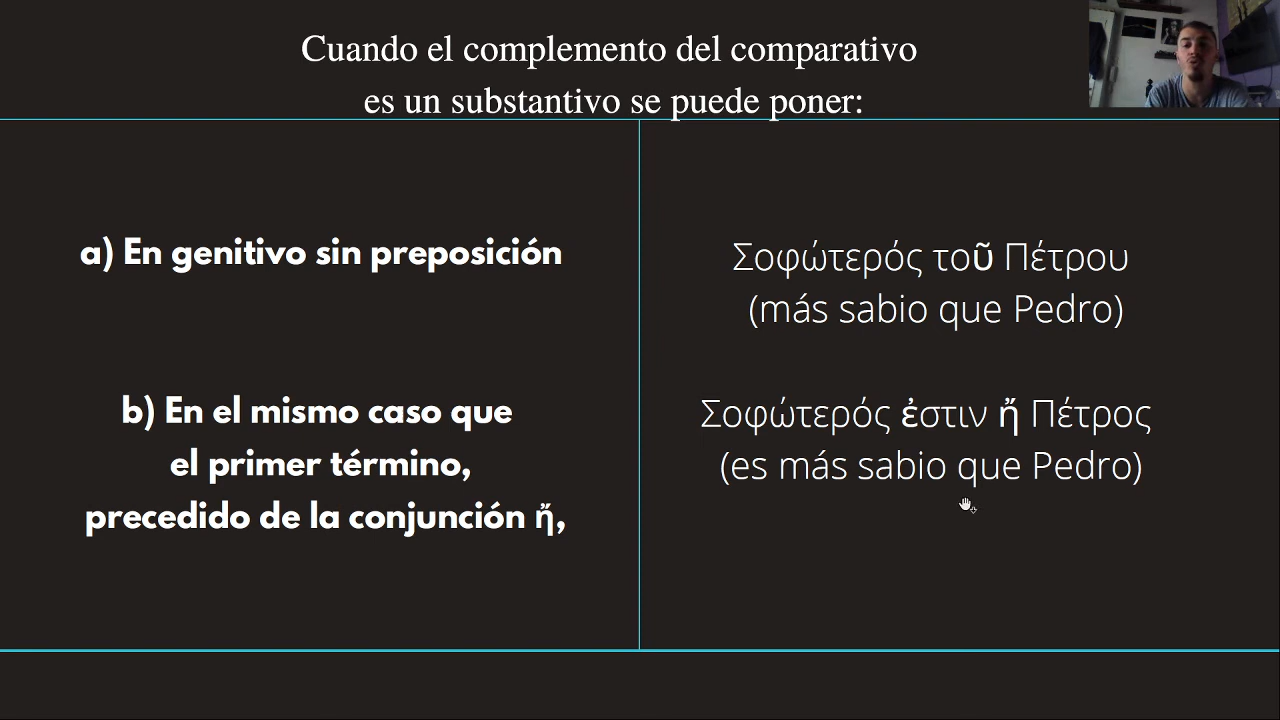 Cuando el complemento del comparativo
es un substantivo se puede poner:
a) En genitivo sin preposición
Σοφώτερός τοῦ Πέτρου
(más sabio que Pedro)
b) En el mismo caso que
el primer término,
precedido de la conjunción ἤ,
Σοφώτερός ἐστιν ἤ Πέτρος
(es más sabio que Pedro)